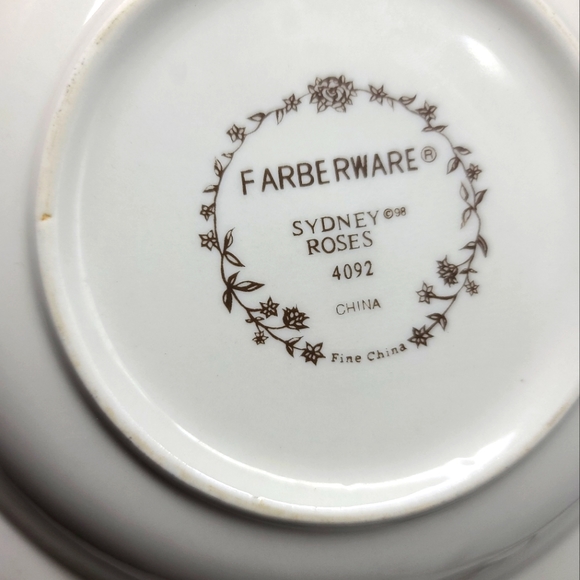 FARBERWARE®
SYDNEY ©98
ROSES
4092
CHINA
Fine China